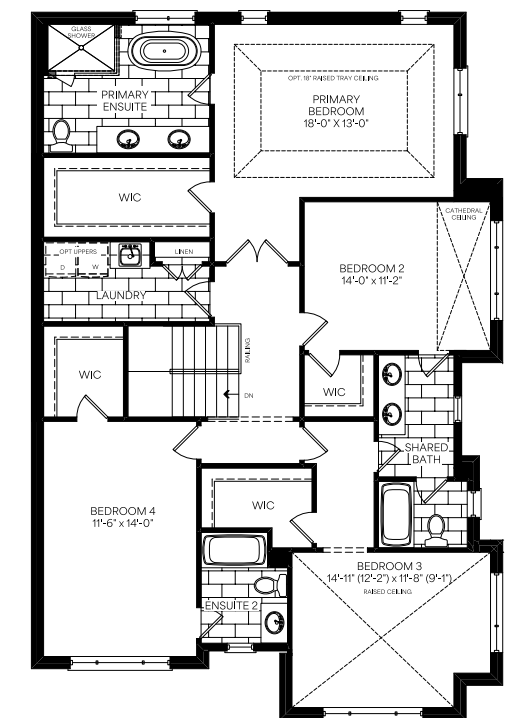 GLASS
SHOWER
PRIMARY
ENSUITE
OPT. 18" RAISED TRAY CEILING
PRIMARY
BEDROOM
18'-0" X 13'-0"
WIC
CATHEDRAL
CEILING
OPT UPPERS
D
W
LINEN
LAUNDRY
BEDROOM 2
14'-0" x 11'-2"
WIC
RAILING
DN
WIC
SHARED
BATH
BEDROOM 4
11'-6" x 14'-0"
WIC
ENSUITE 2
BEDROOM 3
14'-11" (12'-2") x 11'-8" (9'-1")
RAISED CEILING